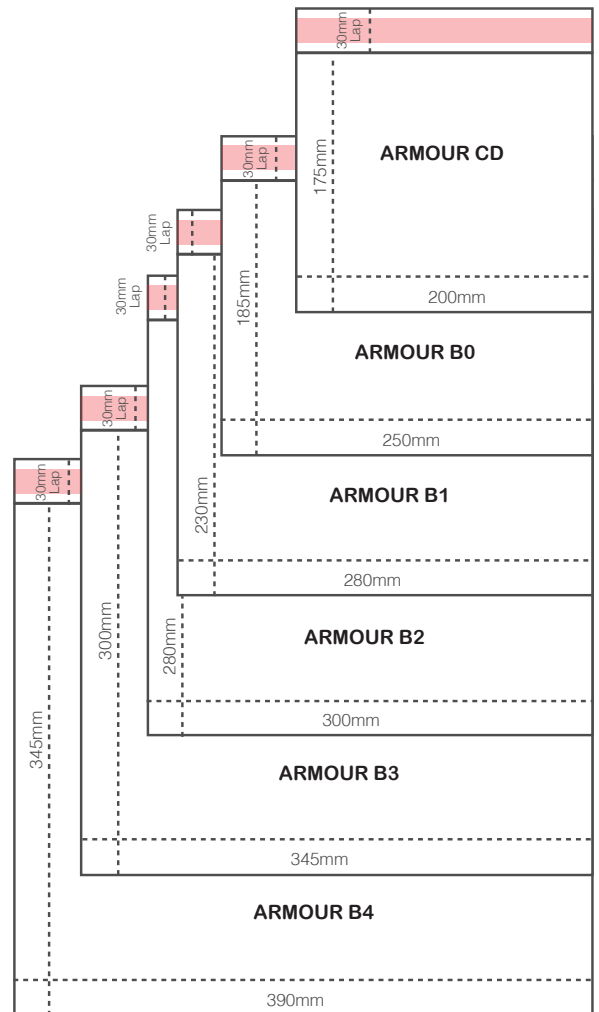 30mm
Lap
175mm
ARMOUR CD
200mm
30mm
Lap
185mm
ARMOUR B0
250mm
30mm
Lap
230mm
ARMOUR B1
280mm
30mm
Lap
280mm
ARMOUR B2
300mm
30mm
Lap
300mm
ARMOUR B3
345mm
30mm
Lap
345mm
ARMOUR B4
390mm